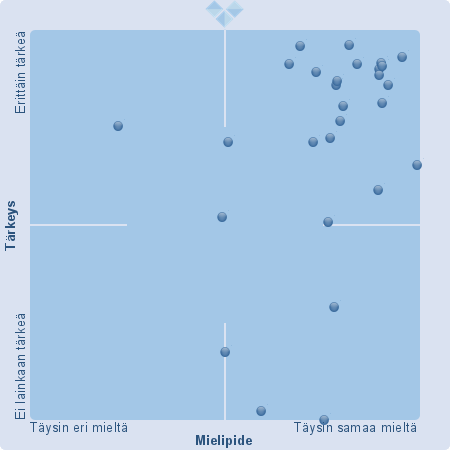 Erittäin tärkeä
Tärkeys
Ei lainkaan tärkeä
Täysin eri mieltä
Täysin samaa mieltä
Mielipide